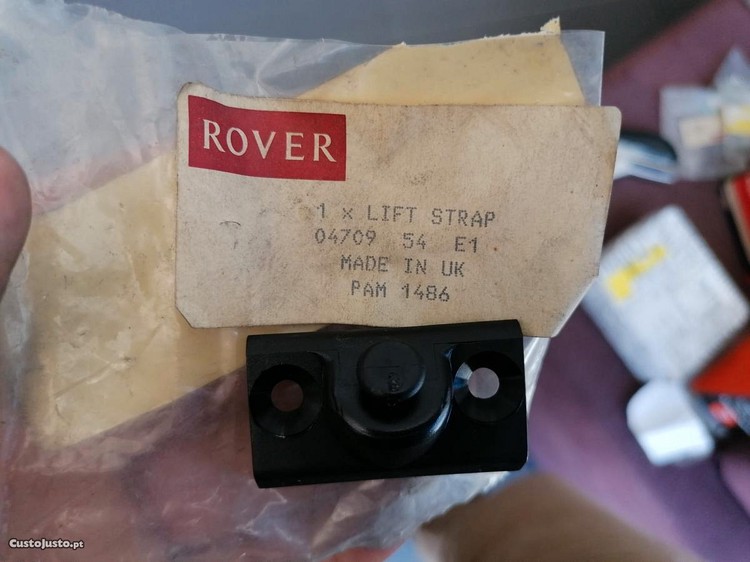 ROVER
1 x LIFT STRAP
04709 54 E1
MADE IN UK
PAM 1486
CustoJusto.pt